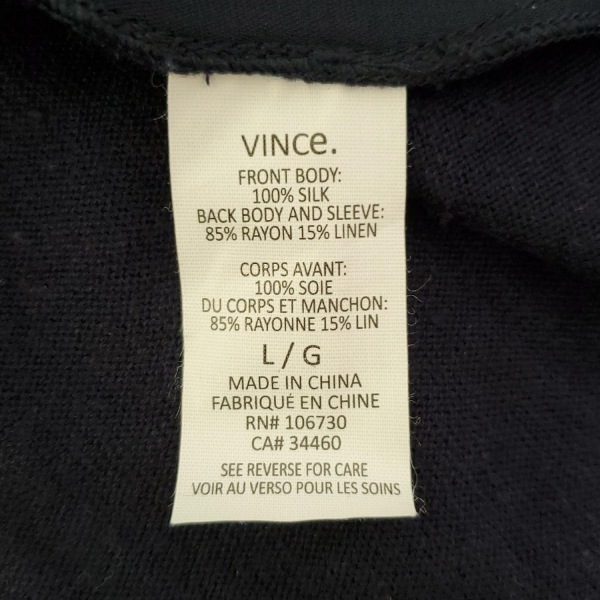 VINCe.
FRONT BODY:
100% SILK
BACK BODY AND SLEEVE:
85% RAYON 15% LINEN
CORPS AVANT:
100% SOIE
DU CORPS ET MANCHON:
85% RAYONNE 15% LIN
L / G
MADE IN CHINA
FABRIQUÉ EN CHINE
RN# 106730
CA# 34460
SEE REVERSE FOR CARE
VOIR AU VERSO POUR LES SOINS